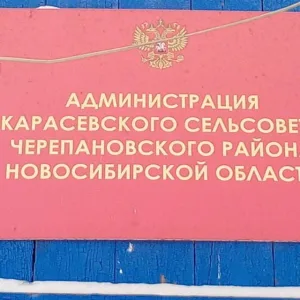 АДМИНИСТРАЦИЯ
КАРАСЕВСКОГО СЕЛЬСОВЕТ
ЧЕРЕПАНОВСКОГО РАЙОН
НОВОСИБИРСКОЙ ОБЛАСТ